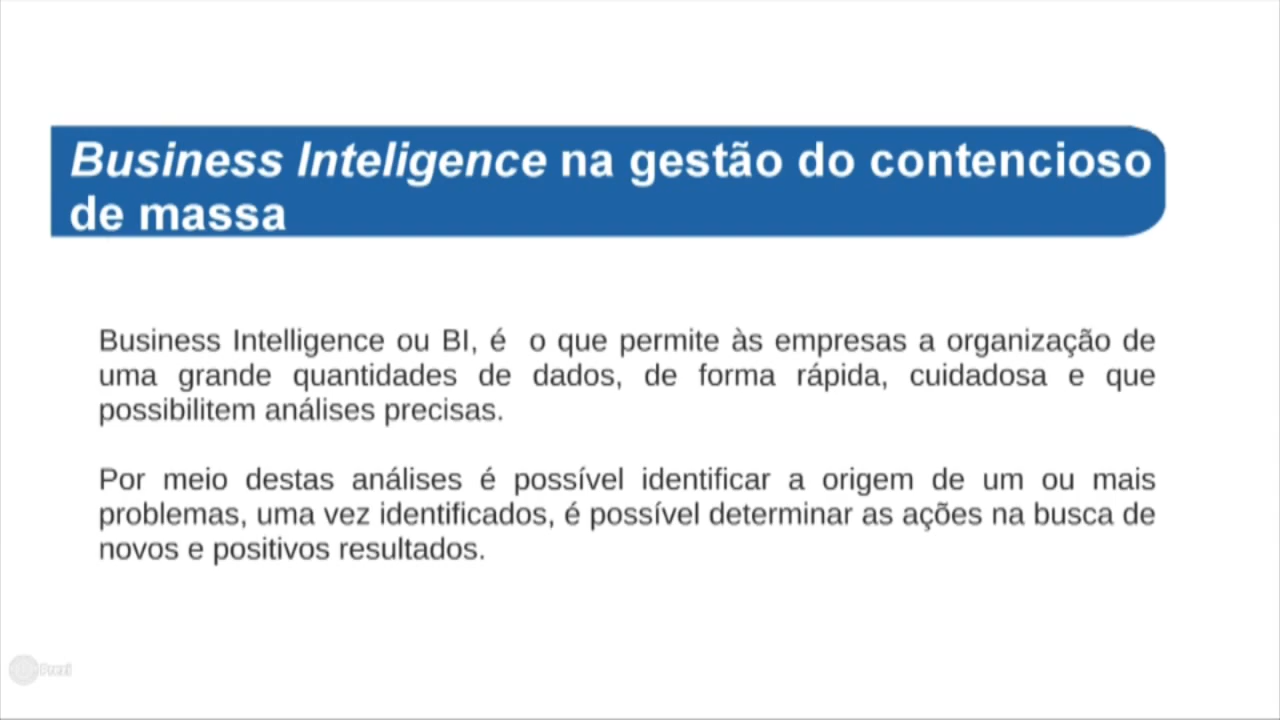 Business Inteligence na gestão do contencioso
de massa
Business Intelligence ou BI, é o que permite às empresas a organização de
uma grande quantidades de dados, de forma rápida, cuidadosa e que
possibilitem análises precisas.
Por meio destas análises é possível identificar a origem de um ou mais
problemas, uma vez identificados, é possível determinar as ações na busca de
novos e positivos resultados.
Prezi